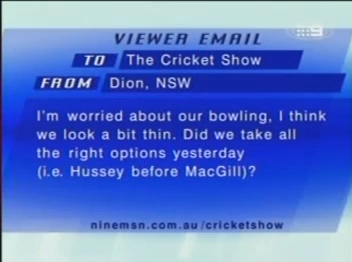 VIEWER EMAIL
TO The Cricket Show
FROM Dion, NSW
I'm worried about our bowling, I think
we look a bit thin. Did we take all
the right options yesterday
(i.e. Hussey before MacGill)?
ninemsn.com.au/cricketshow
9